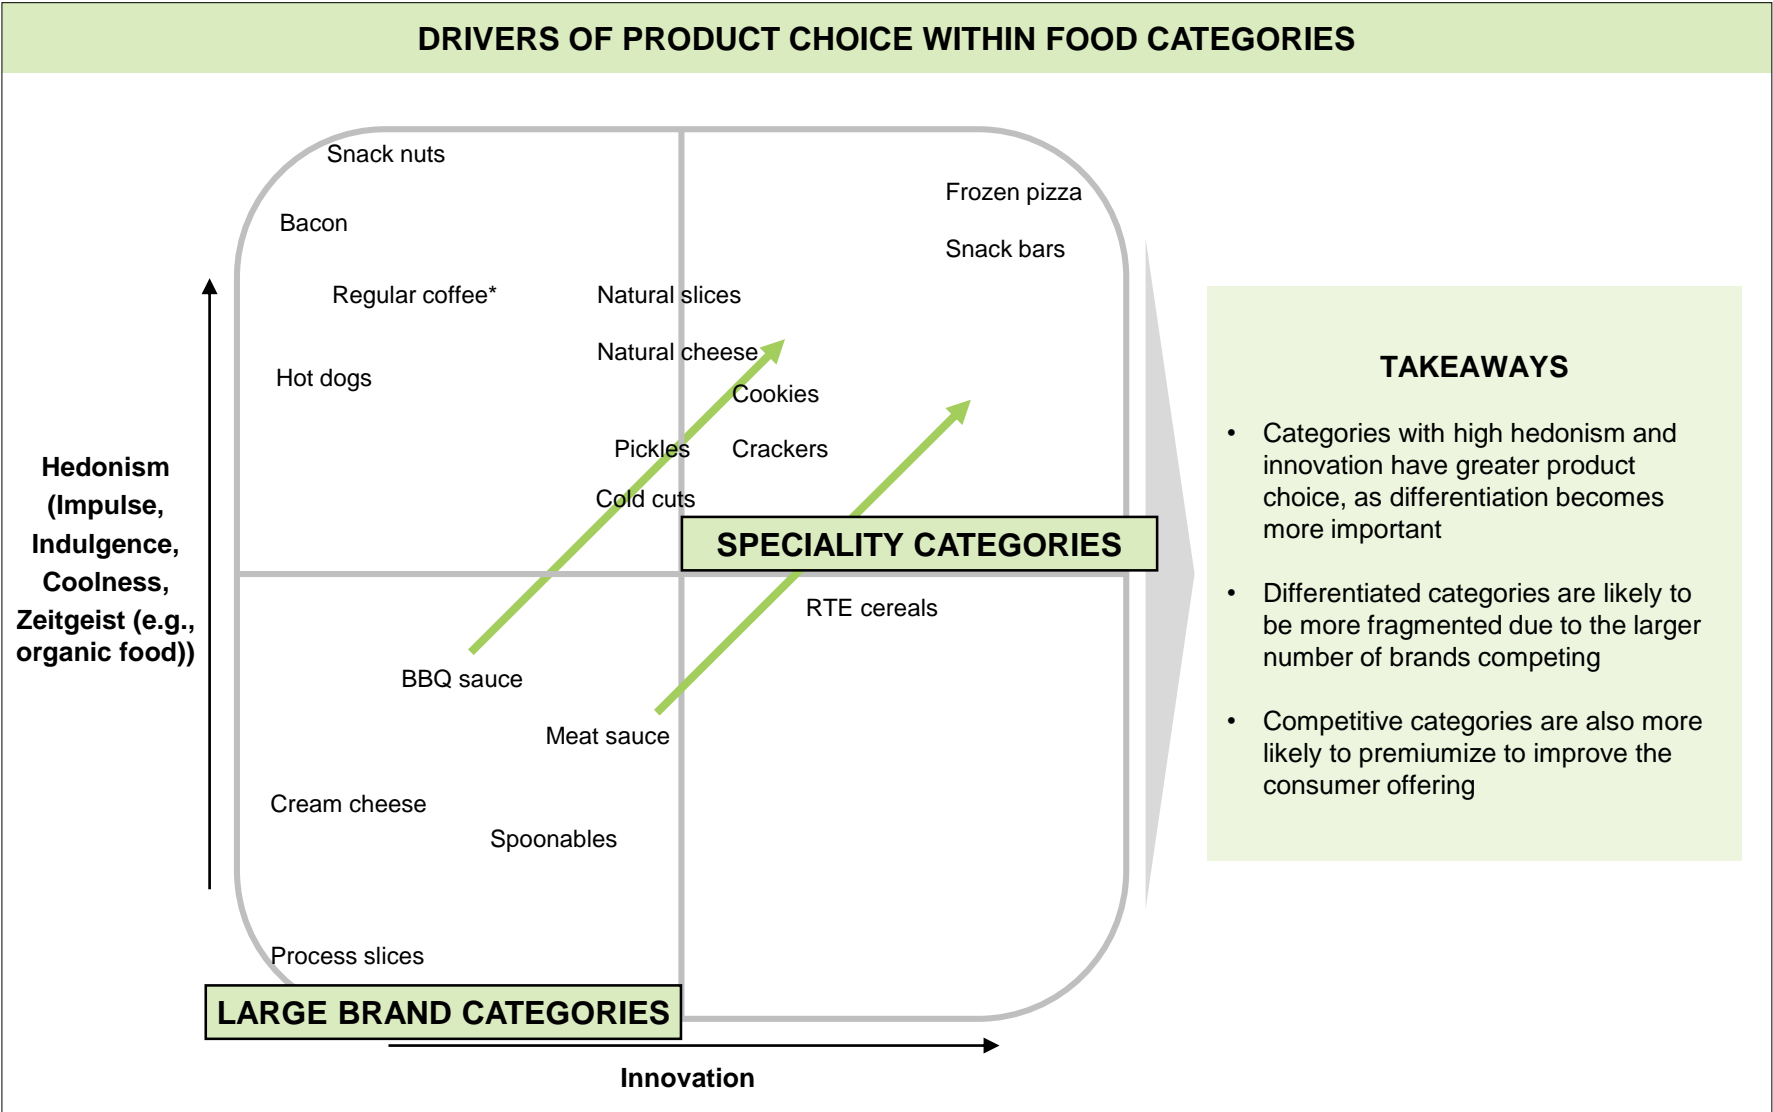 DRIVERS OF PRODUCT CHOICE WITHIN FOOD CATEGORIES
Snack nuts
Frozen pizza
Bacon
Snack bars
Regular coffee*
Natural slices
Natural cheese
Hot dogs
Cookies
Pickles
Crackers
Cold cuts
SPECIALITY CATEGORIES
Hedonism
(Impulse,
Indulgence,
Coolness,
Zeitgeist (e.g.,
organic food))
RTE cereals
BBQ sauce
Meat sauce
Cream cheese
Spoonables
Process slices
LARGE BRAND CATEGORIES
Innovation
TAKEAWAYS
• Categories with high hedonism and
innovation have greater product
choice, as differentiation becomes
more important
• Differentiated categories are likely to
be more fragmented due to the larger
number of brands competing
• Competitive categories are also more
likely to premiumize to improve the
consumer offering